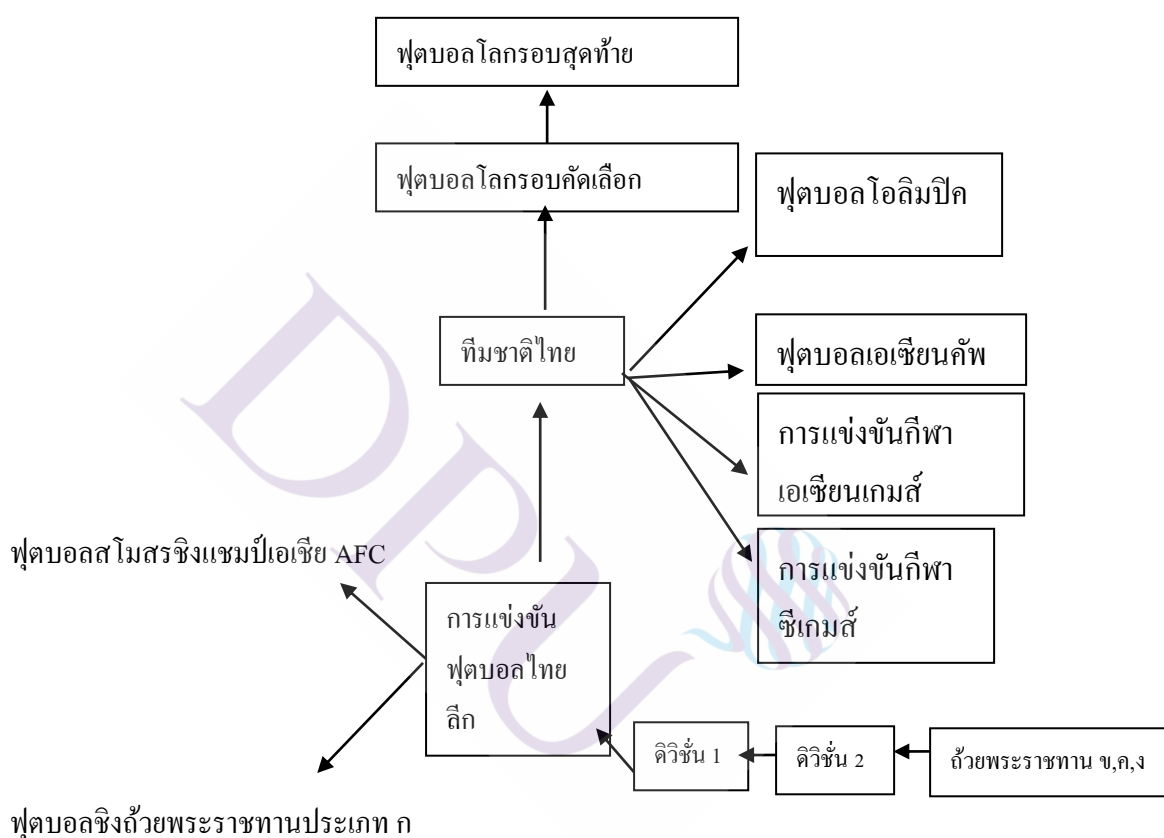 ฟุตบอลโลกรอบสุดท้าย
ฟุตบอลโลกรอบคัดเลือก
ฟุตบอลโอลิมปิค
ทีมชาติไทย
ฟุตบอลเอเซียนคัพ
การแข่งขันกีฬา
เอเซียนเกมส์
ฟุตบอลสโมสรชิงแชมป์เอเชีย AFC
การแข่งขันกีฬา
ซีเกมส์
การแข่งขัน
ฟุตบอลไทย
ลีก
ดิวิชั่น 1
ดิวิชั่น 2
ถ้วยพระราชทาน ข,ค,ง
ฟุตบอลชิงถ้วยพระราชทานประเภท ก
DPU